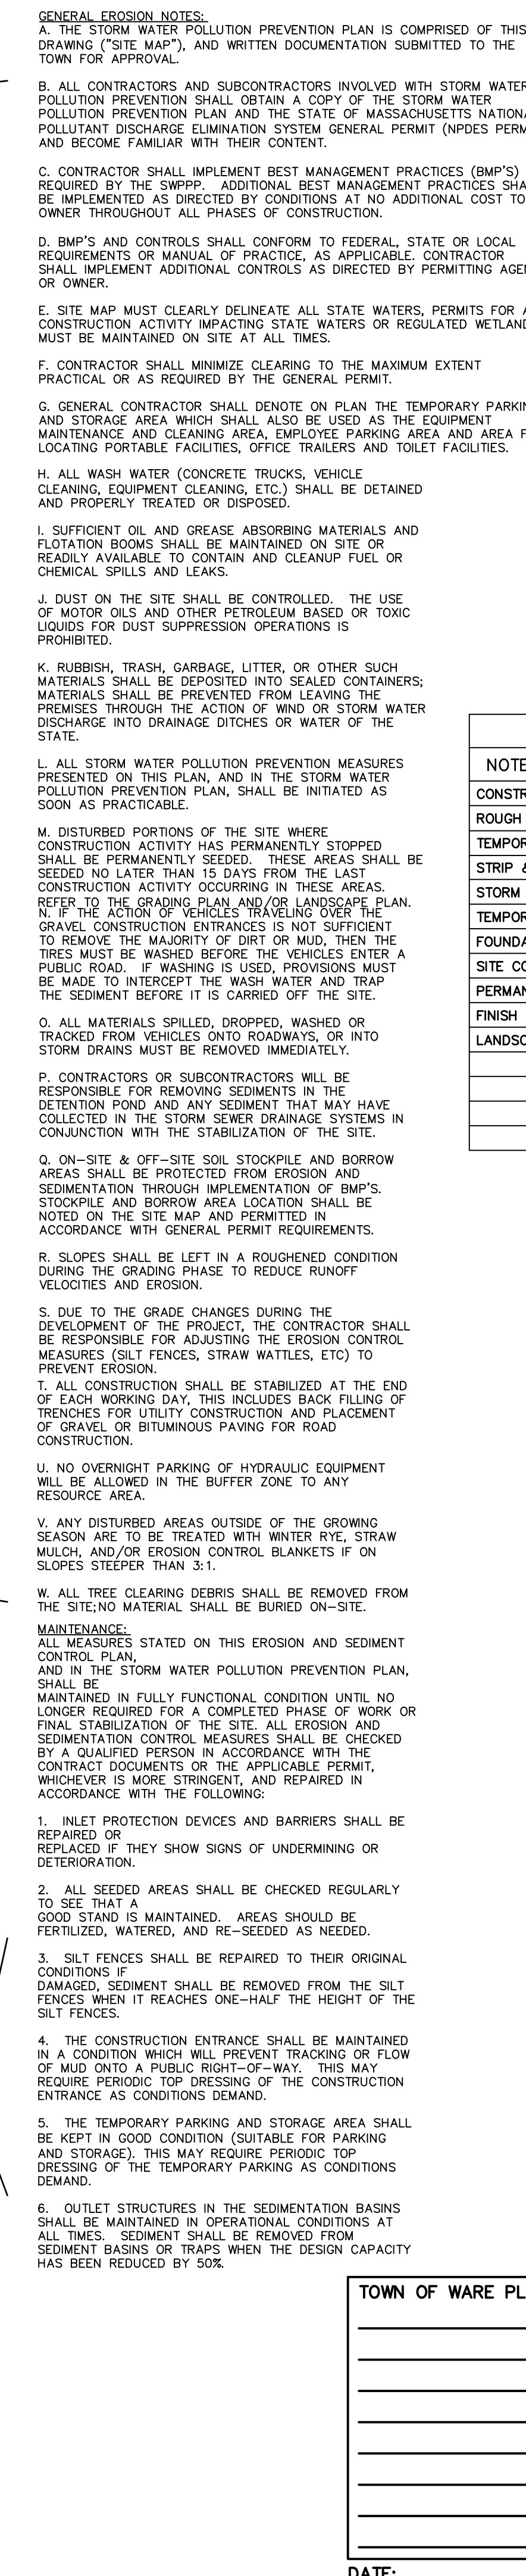 GENERAL EROSION NOTES:
A. THE STORM WATER POLLUTION PREVENTION PLAN IS COMPRISED OF THIS
DRAWING ("SITE MAP"), AND WRITTEN DOCUMENTATION SUBMITTED TO THE
TOWN FOR APPROVAL.
B. ALL CONTRACTORS AND SUBCONTRACTORS INVOLVED WITH STORM WATER
POLLUTION PREVENTION SHALL OBTAIN A COPY OF THE STORM WATER
POLLUTION PREVENTION PLAN AND THE STATE OF MASSACHUSETTS NATION
POLLUTANT DISCHARGE ELIMINATION SYSTEM GENERAL PERMIT (NPDES PERM
AND BECOME FAMILIAR WITH THEIR CONTENT.
C. CONTRACTOR SHALL IMPLEMENT BEST MANAGEMENT PRACTICES (BMP'S)
REQUIRED BY THE SWPPP. ADDITIONAL BEST MANAGEMENT PRACTICES SHA
BE IMPLEMENTED AS DIRECTED BY CONDITIONS AT NO ADDITIONAL COST TO
OWNER THROUGHOUT ALL PHASES OF CONSTRUCTION.
D. BMP'S AND CONTROLS SHALL CONFORM TO FEDERAL, STATE OR LOCAL
REQUIREMENTS OR MANUAL OF PRACTICE, AS APPLICABLE. CONTRACTOR
SHALL IMPLEMENT ADDITIONAL CONTROLS AS DIRECTED BY PERMITTING AGE
OR OWNER.
E. SITE MAP MUST CLEARLY DELINEATE ALL STATE WATERS, PERMITS FOR A
CONSTRUCTION ACTIVITY IMPACTING STATE WATERS OR REGULATED WETLAND
MUST BE MAINTAINED ON SITE AT ALL TIMES.
F. CONTRACTOR SHALL MINIMIZE CLEARING TO THE MAXIMUM EXTENT
PRACTICAL OR AS REQUIRED BY THE GENERAL PERMIT.
G. GENERAL CONTRACTOR SHALL DENOTE ON PLAN THE TEMPORARY PARKIN
AND STORAGE AREA WHICH SHALL ALSO BE USED AS THE EQUIPMENT
MAINTENANCE AND CLEANING AREA, EMPLOYEE PARKING AREA AND AREA F
LOCATING PORTABLE FACILITIES, OFFICE TRAILERS AND TOILET FACILITIES.
H. ALL WASH WATER (CONCRETE TRUCKS, VEHICLE
CLEANING, EQUIPMENT CLEANING, ETC.) SHALL BE DETAINED
AND PROPERLY TREATED OR DISPOSED.
I. SUFFICIENT OIL AND GREASE ABSORBING MATERIALS AND
FLOTATION BOOMS SHALL BE MAINTAINED ON SITE OR
READILY AVAILABLE TO CONTAIN AND CLEANUP FUEL OR
CHEMICAL SPILLS AND LEAKS.
J. DUST ON THE SITE SHALL BE CONTROLLED. THE USE
OF MOTOR OILS AND OTHER PETROLEUM BASED OR TOXIC
LIQUIDS FOR DUST SUPPRESSION OPERATIONS IS
PROHIBITED.
K. RUBBISH, TRASH, GARBAGE, LITTER, OR OTHER SUCH
MATERIALS SHALL BE DEPOSITED INTO SEALED CONTAINERS;
MATERIALS SHALL BE PREVENTED FROM LEAVING THE
PREMISES THROUGH THE ACTION OF WIND OR STORM WATER
DISCHARGE INTO DRAINAGE DITCHES OR WATER OF THE
STATE.
L. ALL STORM WATER POLLUTION PREVENTION MEASURES
PRESENTED ON THIS PLAN, AND IN THE STORM WATER
POLLUTION PREVENTION PLAN, SHALL BE INITIATED AS
SOON AS PRACTICABLE.
M. DISTURBED PORTIONS OF THE SITE WHERE
CONSTRUCTION ACTIVITY HAS PERMANENTLY STOPPED
SHALL BE PERMANENTLY SEEDED. THESE AREAS SHALL BE
SEEDED NO LATER THAN 15 DAYS FROM THE LAST
CONSTRUCTION ACTIVITY OCCURRING IN THESE AREAS.
REFER TO THE GRADING PLAN AND/OR LANDSCAPE PLAN.
N. IF THE ACTION OF VEHICLES TRAVELING OVER THE
GRAVEL CONSTRUCTION ENTRANCES IS NOT SUFFICIENT
TO REMOVE THE MAJORITY OF DIRT OR MUD, THEN THE
TIRES MUST BE WASHED BEFORE THE VEHICLES ENTER A
PUBLIC ROAD. IF WASHING IS USED, PROVISIONS MUST
BE MADE TO INTERCEPT THE WASH WATER AND TRAP
THE SEDIMENT BEFORE IT IS CARRIED OFF THE SITE.
O. ALL MATERIALS SPILLED, DROPPED, WASHED OR
TRACKED FROM VEHICLES ONTO ROADWAYS, OR INTO
STORM DRAINS MUST BE REMOVED IMMEDIATELY.
P. CONTRACTORS OR SUBCONTRACTORS WILL BE
RESPONSIBLE FOR REMOVING SEDIMENTS IN THE
DETENTION POND AND ANY SEDIMENT THAT MAY HAVE
COLLECTED IN THE STORM SEWER DRAINAGE SYSTEMS IN
CONJUNCTION WITH THE STABILIZATION OF THE SITE.
Q. ON-SITE & OFF-SITE SOIL STOCKPILE AND BORROW
AREAS SHALL BE PROTECTED FROM EROSION AND
SEDIMENTATION THROUGH IMPLEMENTATION OF BMP'S.
STOCKPILE AND BORROW AREA LOCATION SHALL BE
NOTED ON THE SITE MAP AND PERMITTED IN
ACCORDANCE WITH GENERAL PERMIT REQUIREMENTS.
R. SLOPES SHALL BE LEFT IN A ROUGHENED CONDITION
DURING THE GRADING PHASE TO REDUCE RUNOFF
VELOCITIES AND EROSION.
S. DUE TO THE GRADE CHANGES DURING THE
DEVELOPMENT OF THE PROJECT, THE CONTRACTOR SHALL
BE RESPONSIBLE FOR ADJUSTING THE EROSION CONTROL
MEASURES (SILT FENCES, STRAW WATTLES, ETC) TO
PREVENT EROSION.
T. ALL CONSTRUCTION SHALL BE STABILIZED AT THE END
OF EACH WORKING DAY, THIS INCLUDES BACK FILLING OF
TRENCHES FOR UTILITY CONSTRUCTION AND PLACEMENT
OF GRAVEL OR BITUMINOUS PAVING FOR ROAD
CONSTRUCTION.
U. NO OVERNIGHT PARKING OF HYDRAULIC EQUIPMENT
WILL BE ALLOWED IN THE BUFFER ZONE TO ANY
RESOURCE AREA.
V. ANY DISTURBED AREAS OUTSIDE OF THE GROWING
SEASON ARE TO BE TREATED WITH WINTER RYE, STRAW
MULCH, AND/OR EROSION CONTROL BLANKETS IF ON
SLOPES STEEPER THAN 3:1.
W. ALL TREE CLEARING DEBRIS SHALL BE REMOVED FROM
THE SITE;NO MATERIAL SHALL BE BURIED ON-SITE.
MAINTENANCE:
ALL MEASURES STATED ON THIS EROSION AND SEDIMENT
CONTROL PLAN,
AND IN THE STORM WATER POLLUTION PREVENTION PLAN,
SHALL BE
MAINTAINED IN FULLY FUNCTIONAL CONDITION UNTIL NO
LONGER REQUIRED FOR A COMPLETED PHASE OF WORK OR
FINAL STABILIZATION OF THE SITE. ALL EROSION AND
SEDIMENTATION CONTROL MEASURES SHALL BE CHECKED
BY A QUALIFIED PERSON IN ACCORDANCE WITH THE
CONTRACT DOCUMENTS OR THE APPLICABLE PERMIT,
WHICHEVER IS MORE STRINGENT, AND REPAIRED IN
ACCORDANCE WITH THE FOLLOWING:
1. INLET PROTECTION DEVICES AND BARRIERS SHALL BE
REPAIRED OR
REPLACED IF THEY SHOW SIGNS OF UNDERMINING OR
DETERIORATION.
2. ALL SEEDED AREAS SHALL BE CHECKED REGULARLY
TO SEE THAT A
GOOD STAND IS MAINTAINED. AREAS SHOULD BE
FERTILIZED, WATERED, AND RE-SEEDED AS NEEDED.
3. SILT FENCES SHALL BE REPAIRED TO THEIR ORIGINAL
CONDITIONS IF
DAMAGED, SEDIMENT SHALL BE REMOVED FROM THE SILT
FENCES WHEN IT REACHES ONE-HALF THE HEIGHT OF THE
SILT FENCES.
4. THE CONSTRUCTION ENTRANCE SHALL BE MAINTAINED
IN A CONDITION WHICH WILL PREVENT TRACKING OR FLOW
OF MUD ONTO A PUBLIC RIGHT-OF-WAY. THIS MAY
REQUIRE PERIODIC TOP DRESSING OF THE CONSTRUCTION
ENTRANCE AS CONDITIONS DEMAND.
5. THE TEMPORARY PARKING AND STORAGE AREA SHALL
BE KEPT IN GOOD CONDITION (SUITABLE FOR PARKING
AND STORAGE). THIS MAY REQUIRE PERIODIC TOP
DRESSING OF THE TEMPORARY PARKING AS CONDITIONS
DEMAND.
6. OUTLET STRUCTURES IN THE SEDIMENTATION BASINS
SHALL BE MAINTAINED IN OPERATIONAL CONDITIONS AT
ALL TIMES. SEDIMENT SHALL BE REMOVED FROM
SEDIMENT BASINS OR TRAPS WHEN THE DESIGN CAPACITY
HAS BEEN REDUCED BY 50%.
NOTE
CONSTR
ROUGH
TEMPOR
STRIP &
STORM
TEMPOR
FOUNDA
SITE CO
PERMAN
FINISH
LANDSC
TOWN OF WARE PL
DATE: